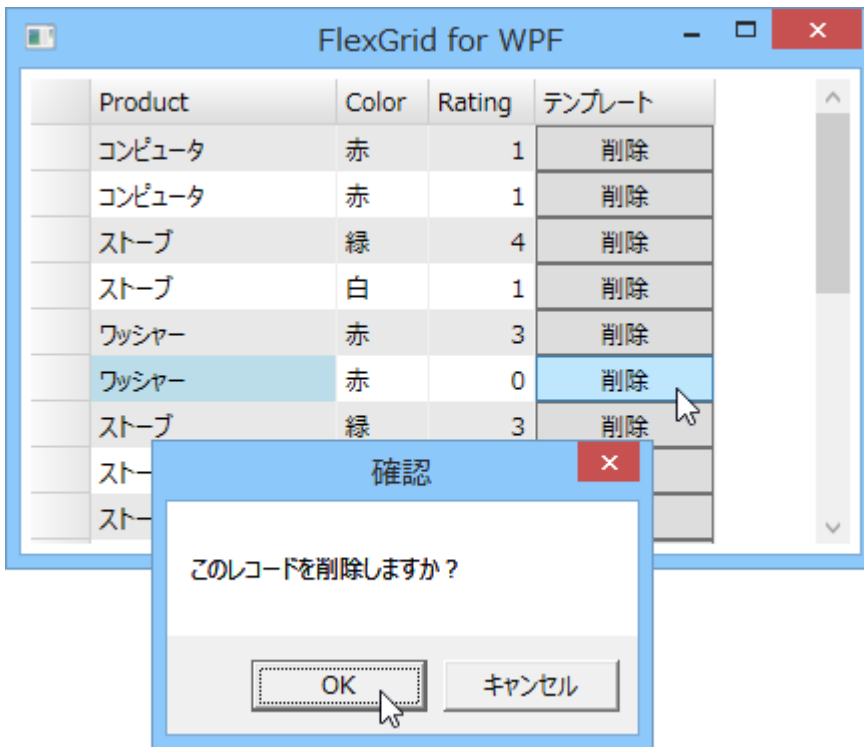 FlexGrid for WPF
Product Color Rating テンプレート
コンピュータ 赤 1 削除
コンピュータ 赤 1 削除
ストーブ 緑 4 削除
ストーブ 白 1 削除
ワッシャー 赤 3 削除
ワッシャー 赤 0 削除
ストーブ 緑 3 削除
スト
スト
確認
このレコードを削除しますか？
OK キャンセル